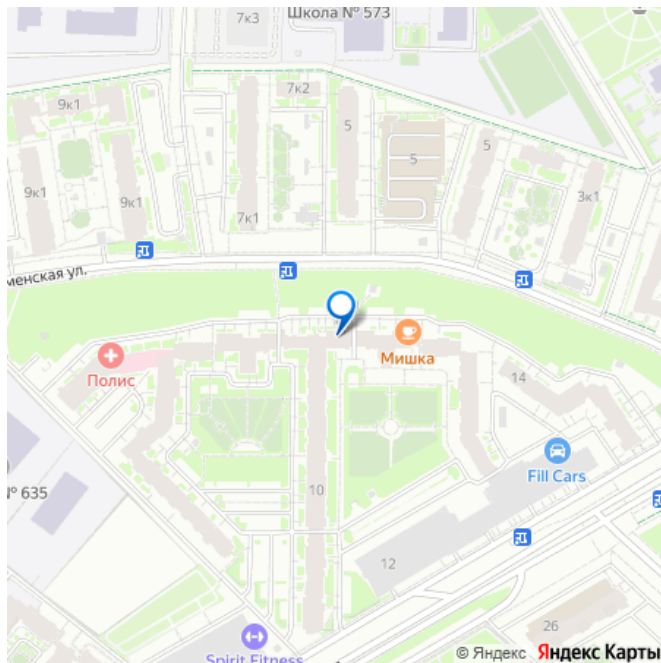 7к3
Школа № 573
9к1
7к2
5
5
5
9к1
9к1
7к1
3к1
менская ул.
Мишка
Полис
14
Fill Cars
№ 635
10
12
26
Spirit Fitness
© Яндекс Яндекс Карты